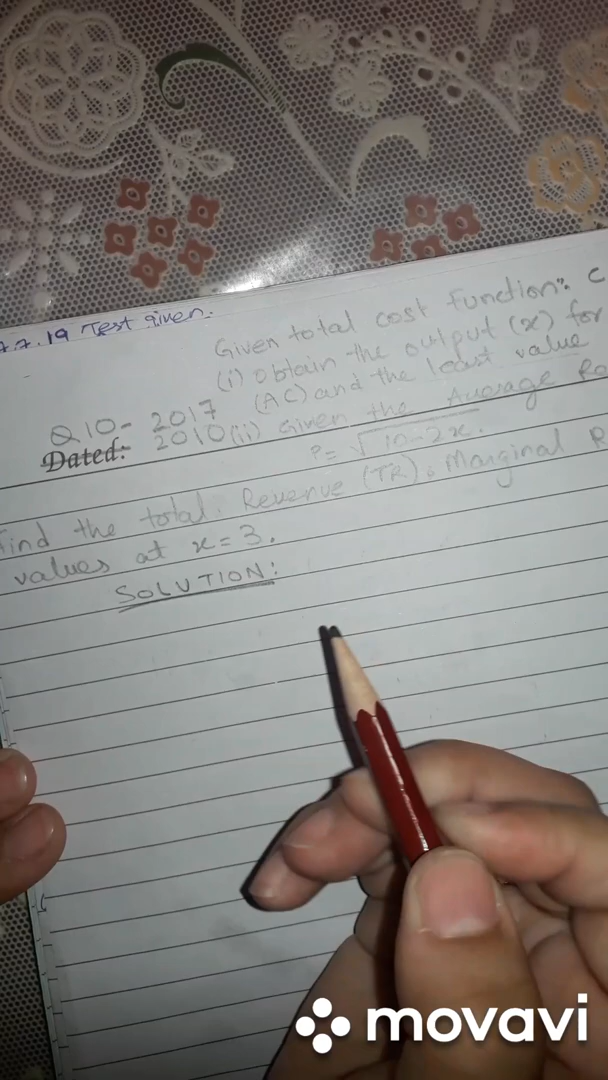 7.7.19 Test given.
Given total cost function: C
(i) Obtain the output (x) for
Q10- 2017 (AC) and the least value
Dated: 2010 (ii) Given the Average Re
P = √10-2x.
Find the total Revenue (TR), Marginal R
values at x = 3.
SOLUTION:
movavi